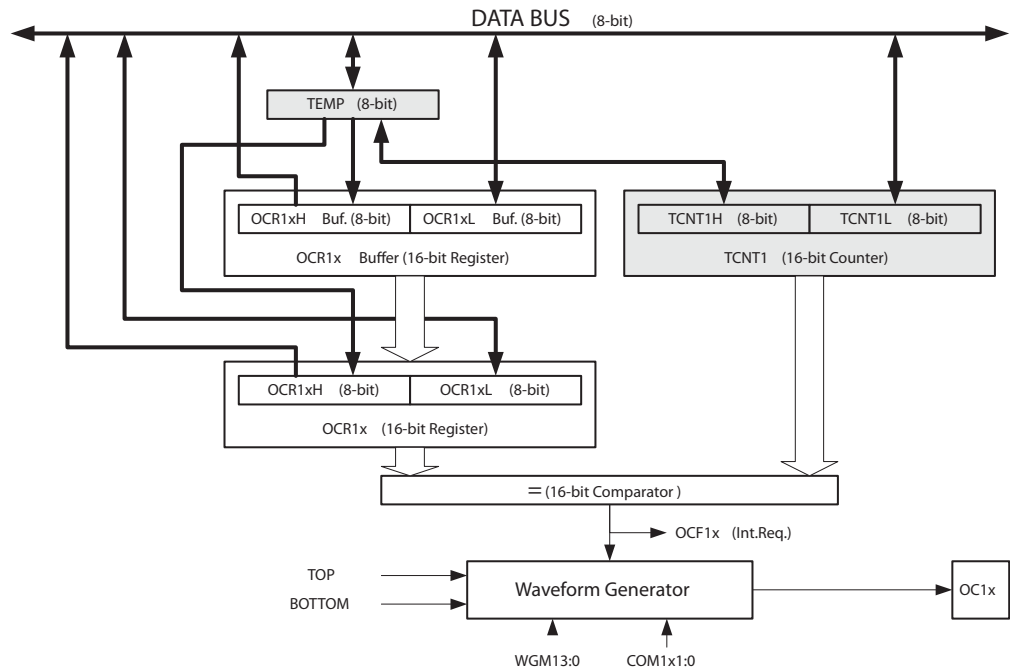 DATA BUS (8-bit)
TEMP (8-bit)
OCR1xH Buf. (8-bit) OCR1xL Buf. (8-bit)
OCR1x Buffer (16-bit Register)
TCNT1H (8-bit) TCNT1L (8-bit)
TCNT1 (16-bit Counter)
OCR1xH (8-bit) OCR1xL (8-bit)
OCR1x (16-bit Register)
= (16-bit Comparator )
OCF1x (Int.Req.)
TOP
BOTTOM
Waveform Generator
OC1x
WGM13:0 COM1x1:0